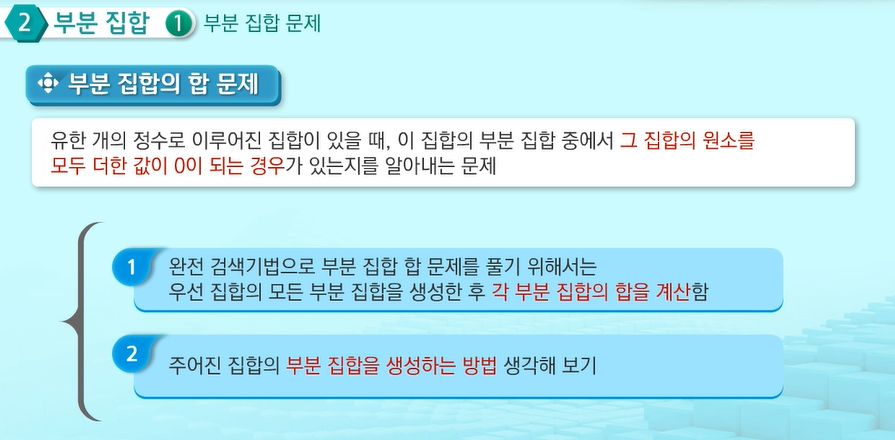 2 부분 집합 1 부분 집합 문제
부분 집합의 합 문제
유한 개의 정수로 이루어진 집합이 있을 때, 이 집합의 부분 집합 중에서 그 집합의 원소를
모두 더한 값이 0이 되는 경우가 있는지를 알아내는 문제
1 완전 검색기법으로 부분 집합 합 문제를 풀기 위해서는
우선 집합의 모든 부분 집합을 생성한 후 각 부분 집합의 합을 계산함
2 주어진 집합의 부분 집합을 생성하는 방법 생각해 보기